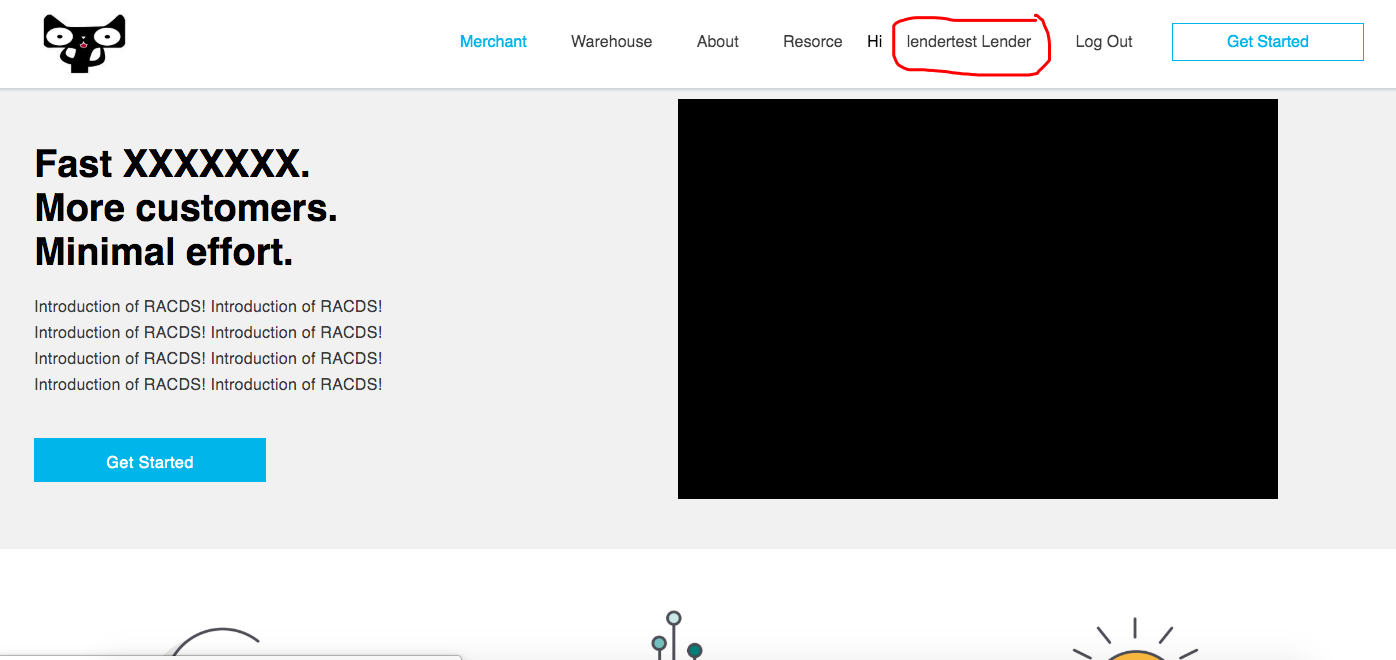 Merchant Warehouse About Resorce Hi lendertest Lender Log Out Get Started
Fast XXXXXXX.
More customers.
Minimal effort.
Introduction of RACDS! Introduction of RACDS!
Introduction of RACDS! Introduction of RACDS!
Introduction of RACDS! Introduction of RACDS!
Introduction of RACDS! Introduction of RACDS!
Get Started